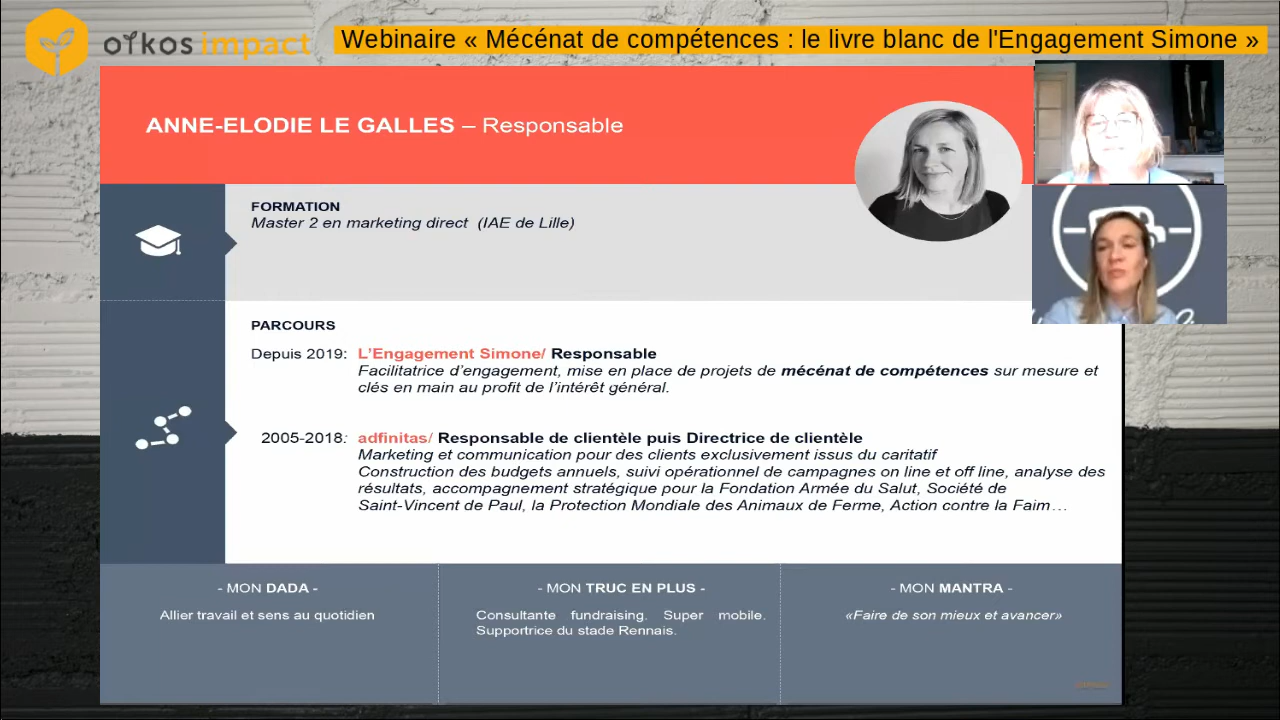 oikos impact
Webinaire « Mécénat de compétences : le livre blanc de l'Engagement Simone »
ANNE-ELODIE LE GALLES – Responsable
FORMATION
Master 2 en marketing direct (IAE de Lille)
PARCOURS
Depuis 2019: L’Engagement Simone/ Responsable
Facilitatrice d’engagement, mise en place de projets de mécénat de compétences sur mesure et
clés en main au profit de l’intérêt général.
2005-2018: adfinitas/ Responsable de clientèle puis Directrice de clientèle
Marketing et communication pour des clients exclusivement issus du caritatif
Construction des budgets annuels, suivi opérationnel de campagnes on line et off line, analyse des
résultats, accompagnement stratégique pour la Fondation Armée du Salut, Société de
Saint-Vincent de Paul, la Protection Mondiale des Animaux de Ferme, Action contre la Faim…
- MON DADA -
Allier travail et sens au quotidien
- MON TRUC EN PLUS -
Consultante fundraising. Super mobile.
Supportrice du stade Rennais.
- MON MANTRA -
«Faire de son mieux et avancer»